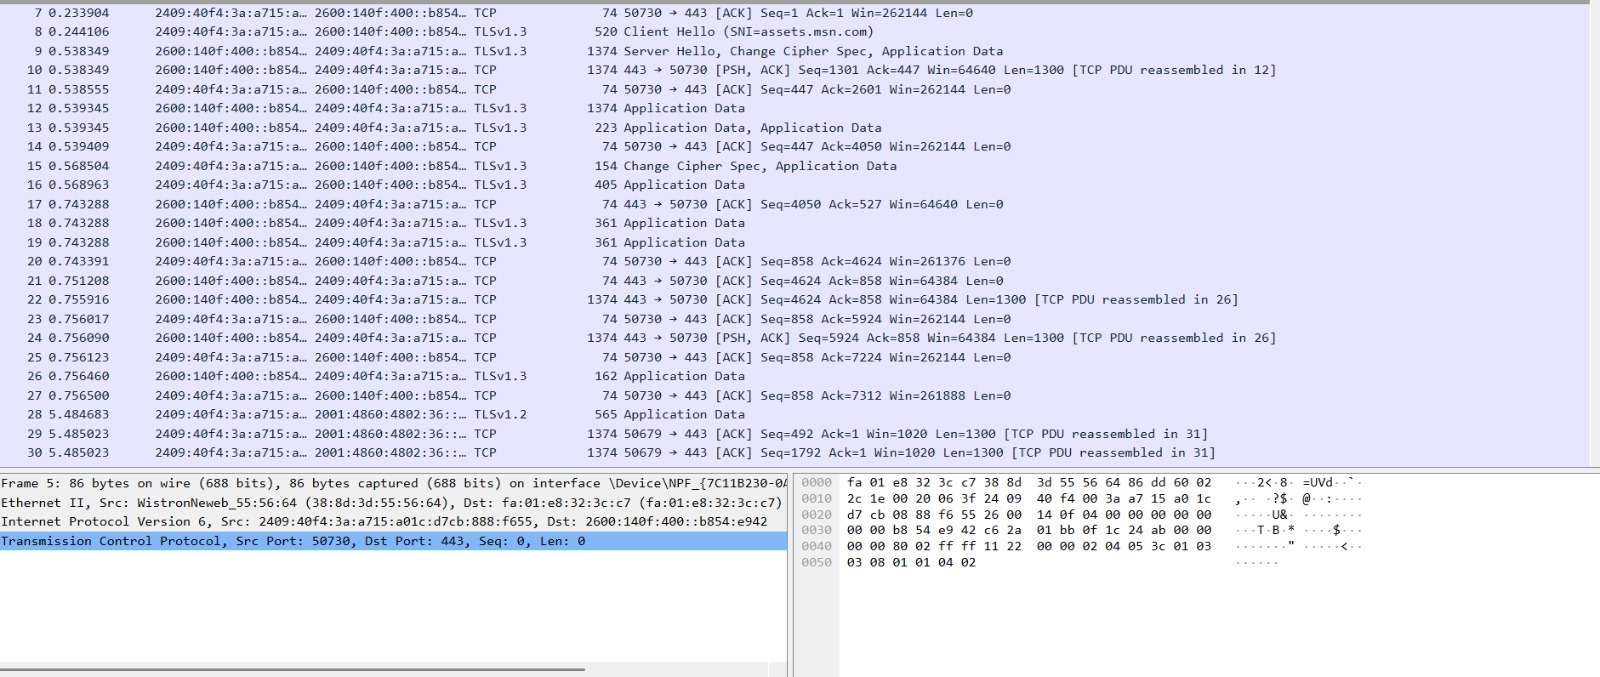 7 0.233904 2409:40f4:3a:a715:a… 2600:140f:400::b854… TCP 74 50730 → 443 [ACK] Seq=1 Ack=1 Win=262144 Len=0
8 0.244106 2409:40f4:3a:a715:a… 2600:140f:400::b854… TLSv1.3 520 Client Hello (SNI=assets.msn.com)
9 0.538349 2600:140f:400::b854… 2409:40f4:3a:a715:a… TLSv1.3 1374 Server Hello, Change Cipher Spec, Application Data
10 0.538349 2600:140f:400::b854… 2409:40f4:3a:a715:a… TCP 1374 443 → 50730 [PSH, ACK] Seq=1301 Ack=447 Win=64640 Len=1300 [TCP PDU reassembled in 12]
11 0.538555 2409:40f4:3a:a715:a… 2600:140f:400::b854… TCP 74 50730 → 443 [ACK] Seq=447 Ack=2601 Win=262144 Len=0
12 0.539345 2600:140f:400::b854… 2409:40f4:3a:a715:a… TLSv1.3 1374 Application Data
13 0.539345 2600:140f:400::b854… 2409:40f4:3a:a715:a… TLSv1.3 223 Application Data, Application Data
14 0.539409 2409:40f4:3a:a715:a… 2600:140f:400::b854… TCP 74 50730 → 443 [ACK] Seq=447 Ack=4050 Win=262144 Len=0
15 0.568504 2409:40f4:3a:a715:a… 2600:140f:400::b854… TLSv1.3 154 Change Cipher Spec, Application Data
16 0.568963 2409:40f4:3a:a715:a… 2600:140f:400::b854… TLSv1.3 405 Application Data
17 0.743288 2600:140f:400::b854… 2409:40f4:3a:a715:a… TCP 74 443 → 50730 [ACK] Seq=4050 Ack=527 Win=64640 Len=0
18 0.743288 2600:140f:400::b854… 2409:40f4:3a:a715:a… TLSv1.3 361 Application Data
19 0.743288 2600:140f:400::b854… 2409:40f4:3a:a715:a… TLSv1.3 361 Application Data
20 0.743391 2409:40f4:3a:a715:a… 2600:140f:400::b854… TCP 74 50730 → 443 [ACK] Seq=858 Ack=4624 Win=261376 Len=0
21 0.751208 2600:140f:400::b854… 2409:40f4:3a:a715:a… TCP 74 443 → 50730 [ACK] Seq=4624 Ack=858 Win=64384 Len=0
22 0.755916 2600:140f:400::b854… 2409:40f4:3a:a715:a… TCP 1374 443 → 50730 [ACK] Seq=4624 Ack=858 Win=64384 Len=1300 [TCP PDU reassembled in 26]
23 0.756017 2409:40f4:3a:a715:a… 2600:140f:400::b854… TCP 74 50730 → 443 [ACK] Seq=858 Ack=5924 Win=262144 Len=0
24 0.756090 2600:140f:400::b854… 2409:40f4:3a:a715:a… TCP 1374 443 → 50730 [PSH, ACK] Seq=5924 Ack=858 Win=64384 Len=1300 [TCP PDU reassembled in 26]
25 0.756123 2409:40f4:3a:a715:a… 2600:140f:400::b854… TCP 74 50730 → 443 [ACK] Seq=858 Ack=7224 Win=262144 Len=0
26 0.756460 2600:140f:400::b854… 2409:40f4:3a:a715:a… TLSv1.3 162 Application Data
27 0.756500 2409:40f4:3a:a715:a… 2600:140f:400::b854… TCP 74 50730 → 443 [ACK] Seq=858 Ack=7312 Win=261888 Len=0
28 5.484683 2409:40f4:3a:a715:a… 2001:4860:4802:36::… TLSv1.2 565 Application Data
29 5.485023 2409:40f4:3a:a715:a… 2001:4860:4802:36::… TCP 1374 50679 → 443 [ACK] Seq=492 Ack=1 Win=1020 Len=1300 [TCP PDU reassembled in 31]
30 5.485023 2409:40f4:3a:a715:a… 2001:4860:4802:36::… TCP 1374 50679 → 443 [ACK] Seq=1792 Ack=1 Win=1020 Len=1300 [TCP PDU reassembled in 31]
Frame 5: 86 bytes on wire (688 bits), 86 bytes captured (688 bits) on interface \Device\NPF_{7C11B230-0A
Ethernet II, Src: WistronNeweb_55:56:64 (38:8d:3d:55:56:64), Dst: fa:01:e8:32:3c:c7 (fa:01:e8:32:3c:c7)
Internet Protocol Version 6, Src: 2409:40f4:3a:a715:a01c:d7cb:888:f655, Dst: 2600:140f:400::b854:e942
Transmission Control Protocol, Src Port: 50730, Dst Port: 443, Seq: 0, Len: 0
0000 fa 01 e8 32 3c c7 38 8d 3d 55 56 64 86 dd 60 02 ···2<·8· =UVd··`·
0010 2c 1e 00 20 06 3f 24 09 40 f4 00 3a a7 15 a0 1c ,·· ·?$· @··:····
0020 d7 cb 08 88 f6 55 26 00 14 0f 04 00 00 00 00 00 ·····U&· ········
0030 00 00 b8 54 e9 42 c6 2a 01 bb 0f 1c 24 ab 00 00 ···T·B·* ····$···
0040 00 00 80 02 ff ff 11 22 00 00 02 04 05 3c 01 03 ·······" ·····<··
0050 03 08 01 01 04 02 ······